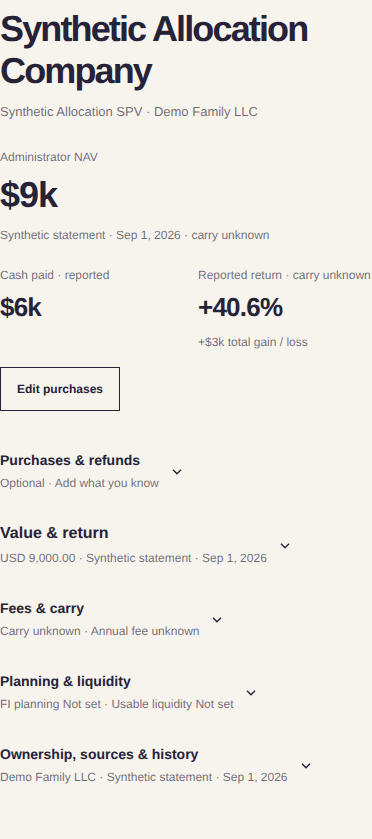 Synthetic Allocation
Company
Synthetic Allocation SPV · Demo Family LLC
Administrator NAV
$9k
Synthetic statement · Sep 1, 2026 · carry unknown
Cash paid · reported
$6k
Reported return · carry unknown
+40.6%
+$3k total gain / loss
Edit purchases
Purchases & refunds
Optional · Add what you know
Value & return
USD 9,000.00 · Synthetic statement · Sep 1, 2026
Fees & carry
Carry unknown · Annual fee unknown
Planning & liquidity
FI planning Not set · Usable liquidity Not set
Ownership, sources & history
Demo Family LLC · Synthetic statement · Sep 1, 2026